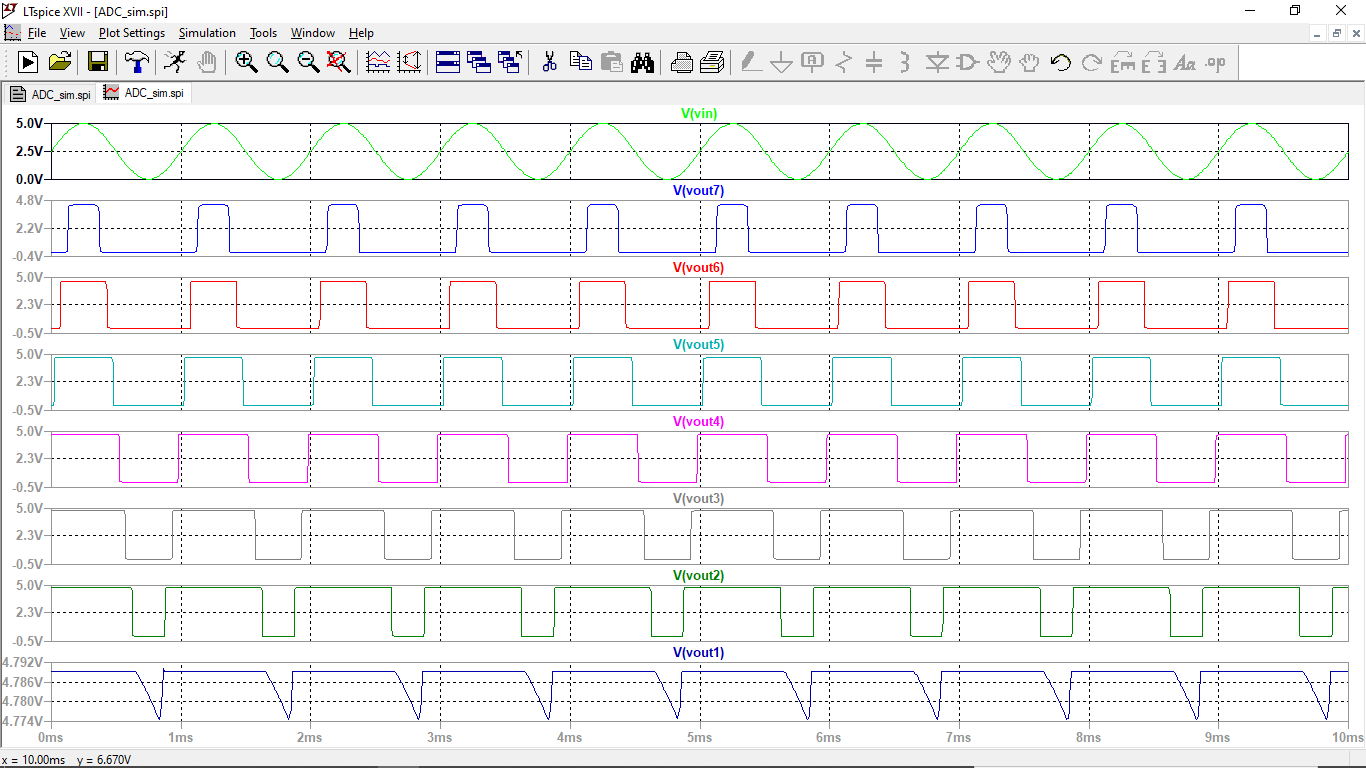 LTspice XVII - [ADC_sim.spi]
File View Plot Settings Simulation Tools Window Help
ADC_sim.spi ADC_sim.spi
V(vin)
5.0V
2.5V
0.0V
V(vout7)
4.8V
2.2V
-0.4V
V(vout6)
5.0V
2.3V
-0.5V
V(vout5)
5.0V
2.3V
-0.5V
V(vout4)
5.0V
2.3V
-0.5V
V(vout3)
5.0V
2.3V
-0.5V
V(vout2)
5.0V
2.3V
-0.5V
V(vout1)
4.792V
4.786V
4.780V
4.774V
0ms 1ms 2ms 3ms 4ms 5ms 6ms 7ms 8ms 9ms 10ms
x = 10.00ms y = 6.670V